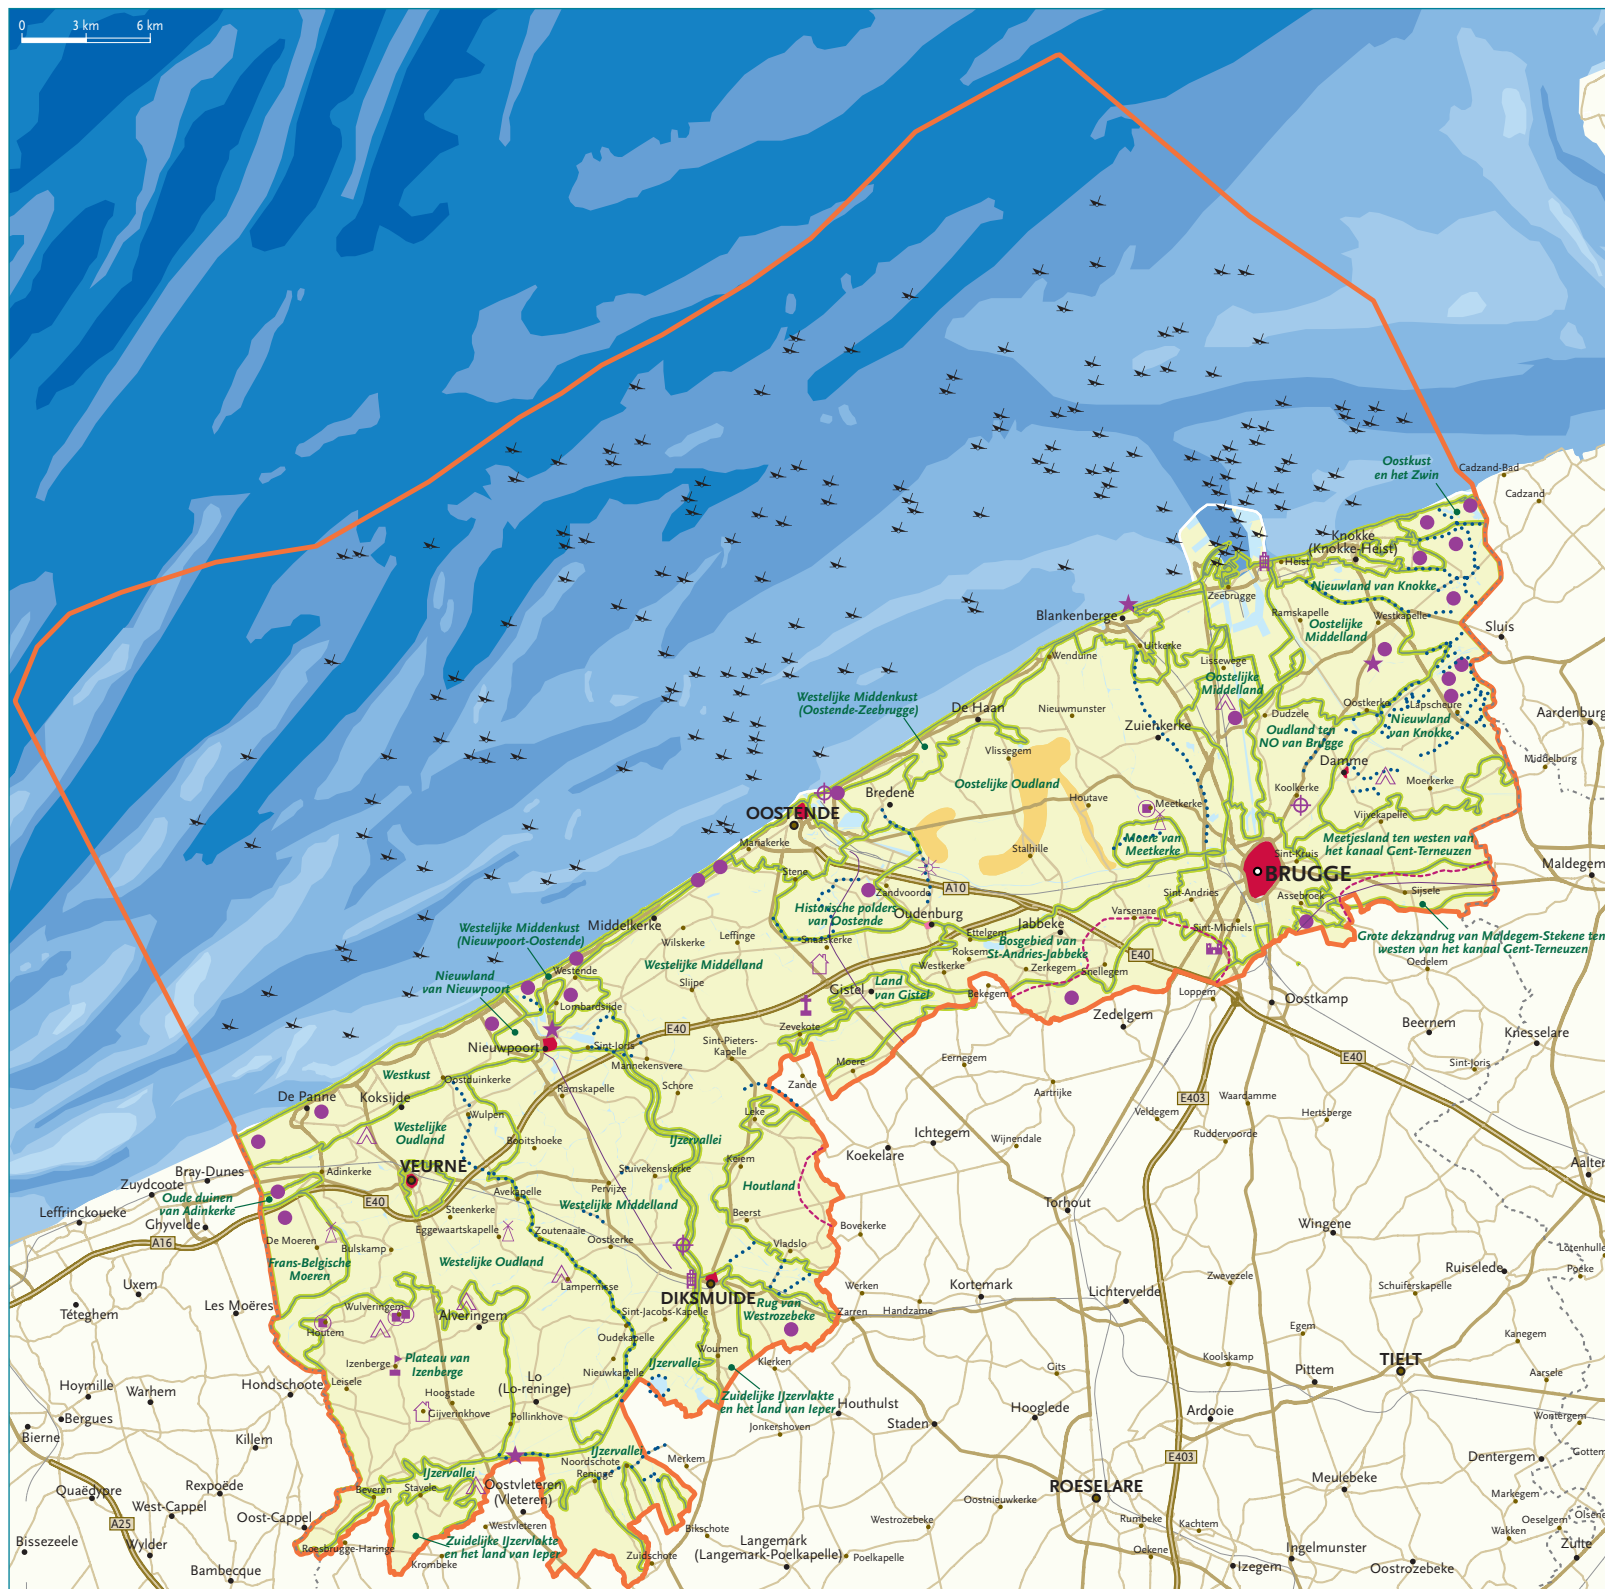 0 3 km 6 km
Oostkust
en het Zwin
Cadzand-Bad
Cadzand
Knokke
(Knokke-Heist)
Heist
Nieuwland van Knokke
Zeebrugge
Blankenberge
Ramskapelle
Westkapelle
Oostelijke
Middelland
Sluis
Uitkerke
Wenduine
Lissewege
Oostelijke
Middelland
Westelijke Middenkust
(Oostende-Zeebrugge)
De Haan
Nieuwmunster
Zuienkerke
Dudzele
Oostkerke
Lapscheure
Nieuwland
van Knokke
Aardenburg
Oudland ten
NO van Brugge
Vlissegem
Damme
Middelburg
Oostelijke Oudland
Bredene
Houtave
Meetkerke
Koolkerke
Moerkerke
OOSTENDE
Vijvekapelle
Mariakerke
Stalhille
Moere van
Meetkerke
Meetjesland ten westen van
het kanaal Gent-Terneuzen
Sint-Kruis
BRUGGE
Maldegem
Stene
Zandvoorde
A10
Sint-Andries
Assebroek
Sijsele
Historische polders
van Oostende
Oudenburg
Varsenare
Middelkerke
Jabbeke
Sint-Michiels
Westelijke Middenkust
(Nieuwpoort-Oostende)
Wilskerke
Leffinge
Snaaskerke
Ettelgem
Bosgebied van
St-Andries-Jabbeke
Grote dekzandrug van Maldegem-Stekene ten
westen van het kanaal Gent-Terneuzen
Roksem
E40
Oedelem
Westende
Westelijke Middelland
Westkerke
Zerkegem
Snellegem
Nieuwland
van Nieuwpoort
Slijpe
Gistel
Land
van Gistel
Bekegem
Loppem
Oostkamp
Lombardsijde
Zedelgem
Beernem
Knesselare
Zevekote
E40
Nieuwpoort
Sint-Joris
Sint-Pieters-
Kapelle
Mannekensvere
Moere
Eernegem
E40
Sint-Joris
Westkust
Oostduinkerke
Ramskapelle
Schore
Zande
Aartrijke
De Panne
Koksijde
E403
Waardamme
Leke
Wulpen
Veldegem
Hertsberge
Westelijke
Oudland
Booitshoeke
IJzervallei
Ichtegem
Wijnendale
Ruddervoorde
Koekelare
Keiem
VEURNE
Bray-Dunes
Adinkerke
Stuivekenskerke
Aalter
Zuydcoote
Oude duinen
van Adinkerke
Pervijze
Houtland
Avekapelle
E40
Westelijke Middelland
Torhout
Leffrinckoucke
Steenkerke
Beerst
Ghyvelde
Eggewaartskapelle
Zoutenaaie
Bovekerke
Wingene
A16
De Moeren
Bulskamp
Oostkerke
Vladslo
Lotenhulle
Frans-Belgische
Moeren
Westelijke Oudland
Ruiselede
Poeke
Uxem
Lampernisse
Werken
Kortemark
Zwevezele
Schuiferskapelle
DIKSMUIDE
Lichtervelde
Téteghem
Les Moëres
Wulveringem
Alveringem
Sint-Jacobs-Kapelle
Rug van
Westrozebeke
Zarren
Handzame
Houtem
Oudekapelle
Egem
Kanegem
Woumen
Izenberge
Plateau van
Izenberge
Nieuwkapelle
IJzervallei
Klerken
Gits
Koolskamp
TIELT
Pittem
Aarsele
Leisele
Hoymille
Warhem
Hondschoote
Lo
(Lo-reninge)
Hoogstade
Gijverinkhove
Zuidelijke IJzervlakte
en het land van Ieper
Houthulst
Bergues
Pollinkhove
Hooglede
Ardooie
Staden
Wontergem
Bierne
Killem
Jonkershoven
IJzervallei
Noordschote
E403
Dentergem
Gottem
Merkem
Reninge
IJzervallei
Oostvleteren
(Vleteren)
Meulebeke
Quaëdypre
Rexpoëde
Beveren
Stavele
ROESELARE
Markegem
West-Cappel
Oostnieuwkerke
Oost-Cappel
A25
Westvleteren
Bikschote
Westrozebeke
Rumbeke
Kachtem
Oeselgem
Olsene
Wakken
Bissezeele
Wylder
Roesbrugge-Haringe
Zuidelijke IJzervlakte
en het land van Ieper
Krombeke
Zuidschote
Langemark
(Langemark-Poelkapelle)
Poelkapelle
Oekene
Ingelmunster
Zulte
Bambecque
Izegem
Oostrozebeke